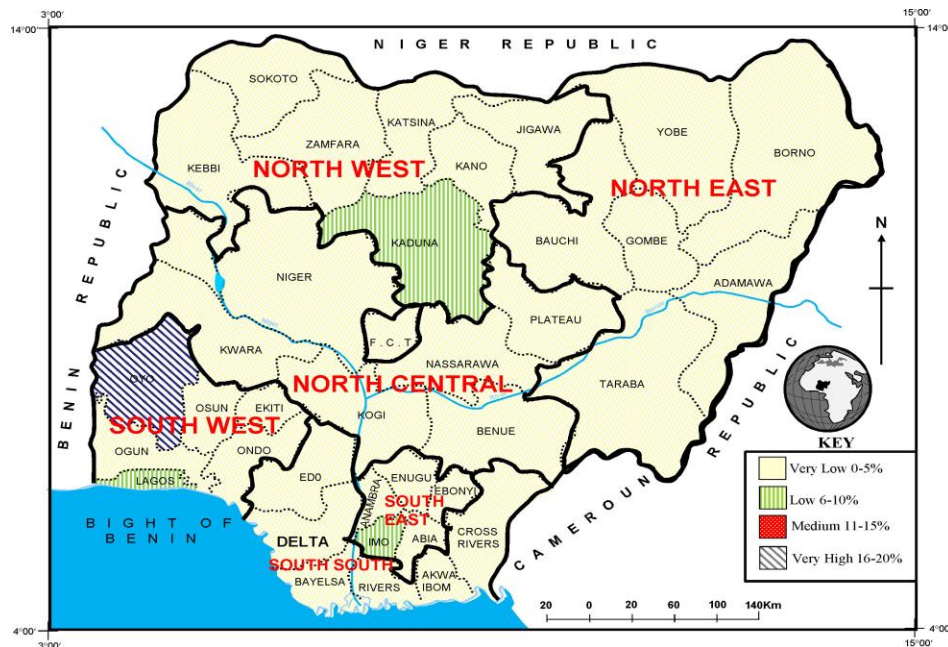 3°00'
15°00'
14°00'
14°00'
NIGER REPUBLIC
SOKOTO
KATSINA
JIGAWA
YOBE
ZAMFARA
BORNO
KEBBI
KANO
NORTH WEST
NORTH EAST
BENIN REPUBLIC
KADUNA
BAUCHI
GOMBE
N
NIGER
ADAMAWA
PLATEAU
F.C.T
KWARA
NASSARAWA
OYO
NORTH CENTRAL
TARABA
OSUN
EKITI
KOGI
SOUTH WEST
BENUE
OGUN
ONDO
LAGOS
EDO
ENUGU
EBONYI
ANAMBRA
SOUTH
EAST
BIGHT OF
BENIN
IMO
ABIA
CROSS
RIVERS
DELTA
SOUTH SOUTH
BAYELSA
RIVERS
AKWA
IBOM
CAMEROUN REPUBLIC
KEY
Very Low 0-5%
Low 6-10%
Medium 11-15%
Very High 16-20%
20 0 20 60 100 140Km
4°00'
4°00'
3°00'
15°00'